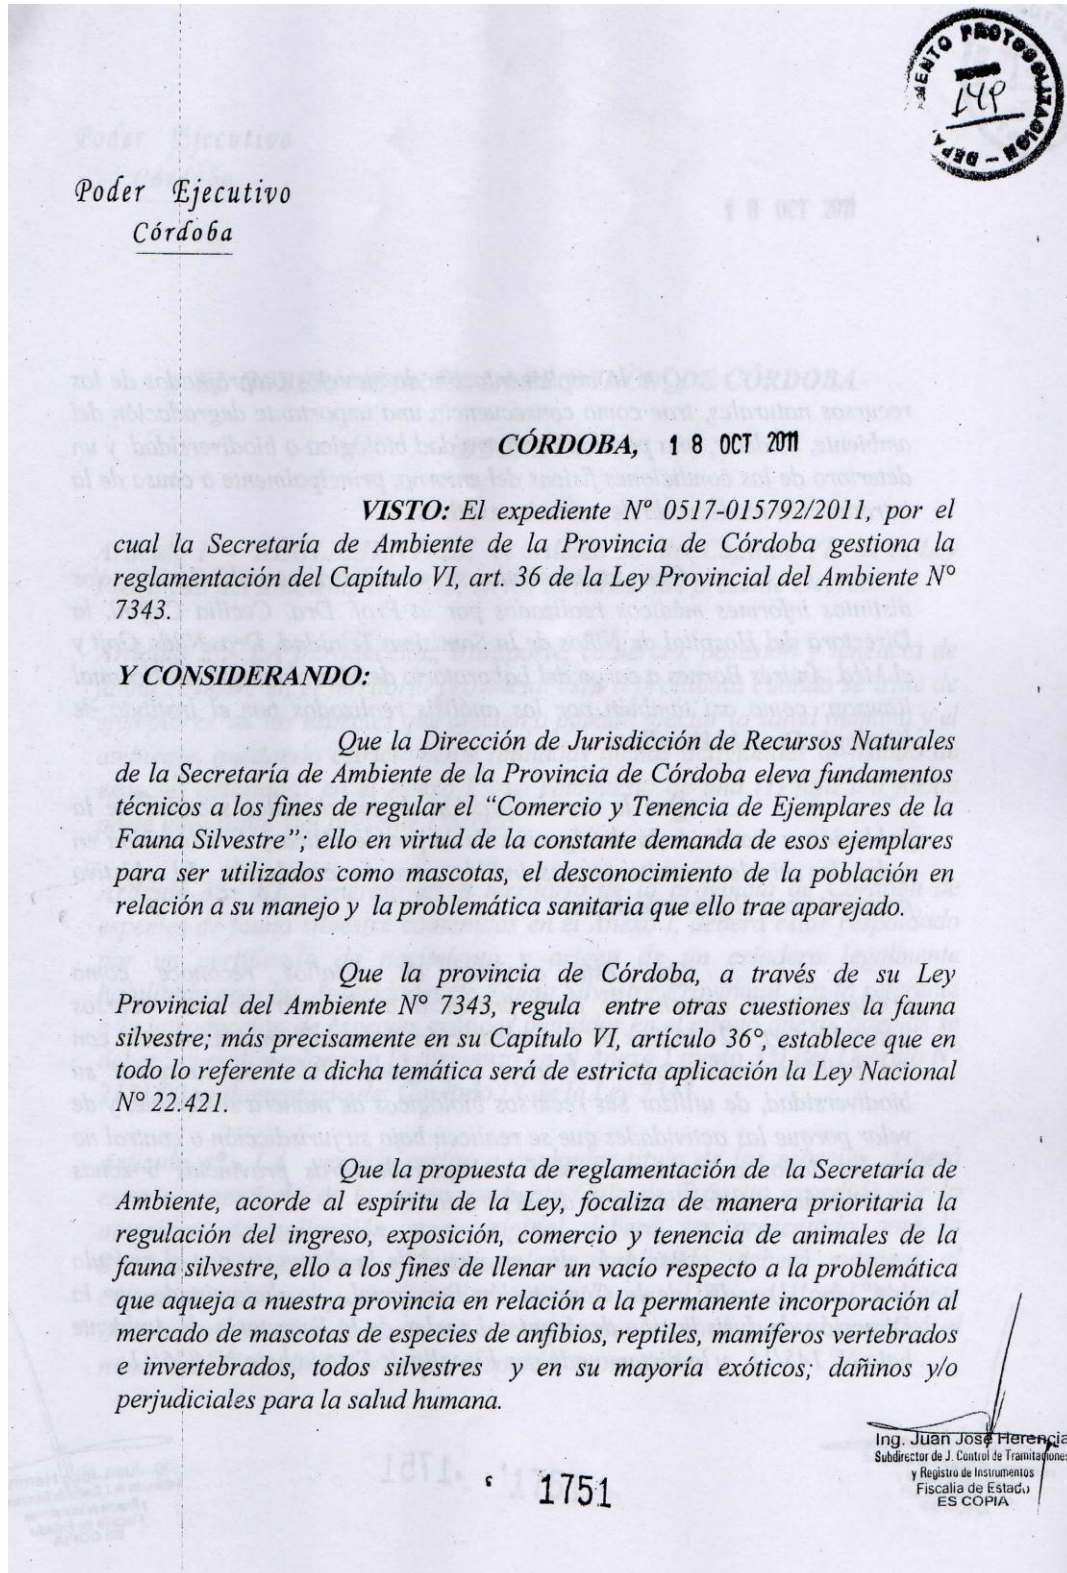 MENTO PROTOCOLIZACION - DEPA
FOLIO
149
Poder Ejecutivo
Córdoba
CÓRDOBA, 18 OCT 2011
VISTO: El expediente Nº 0517-015792/2011, por el
cual la Secretaría de Ambiente de la Provincia de Córdoba gestiona la
reglamentación del Capítulo VI, art. 36 de la Ley Provincial del Ambiente Nº
7343.
Y CONSIDERANDO:
Que la Dirección de Jurisdicción de Recursos Naturales
de la Secretaría de Ambiente de la Provincia de Córdoba eleva fundamentos
técnicos a los fines de regular el “Comercio y Tenencia de Ejemplares de la
Fauna Silvestre”; ello en virtud de la constante demanda de esos ejemplares
para ser utilizados como mascotas, el desconocimiento de la población en
relación a su manejo y la problemática sanitaria que ello trae aparejado.
Que la provincia de Córdoba, a través de su Ley
Provincial del Ambiente Nº 7343, regula entre otras cuestiones la fauna
silvestre; más precisamente en su Capítulo VI, artículo 36°, establece que en
todo lo referente a dicha temática será de estricta aplicación la Ley Nacional
Nº 22.421.
Que la propuesta de reglamentación de la Secretaría de
Ambiente, acorde al espíritu de la Ley, focaliza de manera prioritaria la
regulación del ingreso, exposición, comercio y tenencia de animales de la
fauna silvestre, ello a los fines de llenar un vacío respecto a la problemática
que aqueja a nuestra provincia en relación a la permanente incorporación al
mercado de mascotas de especies de anfibios, reptiles, mamíferos vertebrados
e invertebrados, todos silvestres y en su mayoría exóticos; dañinos y/o
perjudiciales para la salud humana.
Ing. Juan José Herencia
Subdirector de J. Control de Tramitaciones
y Registro de Instrumentos
Fiscalía de Estado
ES COPIA
1751